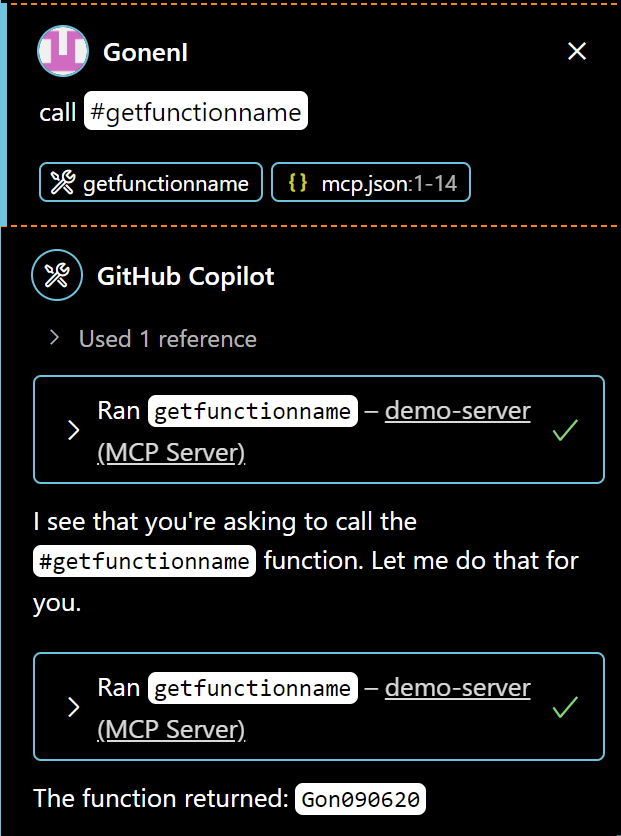 GonenI
call #getfunctionname
getfunctionname
{} mcp.json:1-14
GitHub Copilot
> Used 1 reference
> Ran getfunctionname – demo-server
(MCP Server)
I see that you're asking to call the
#getfunctionname function. Let me do that for
you.
> Ran getfunctionname – demo-server
(MCP Server)
The function returned: Gon090620